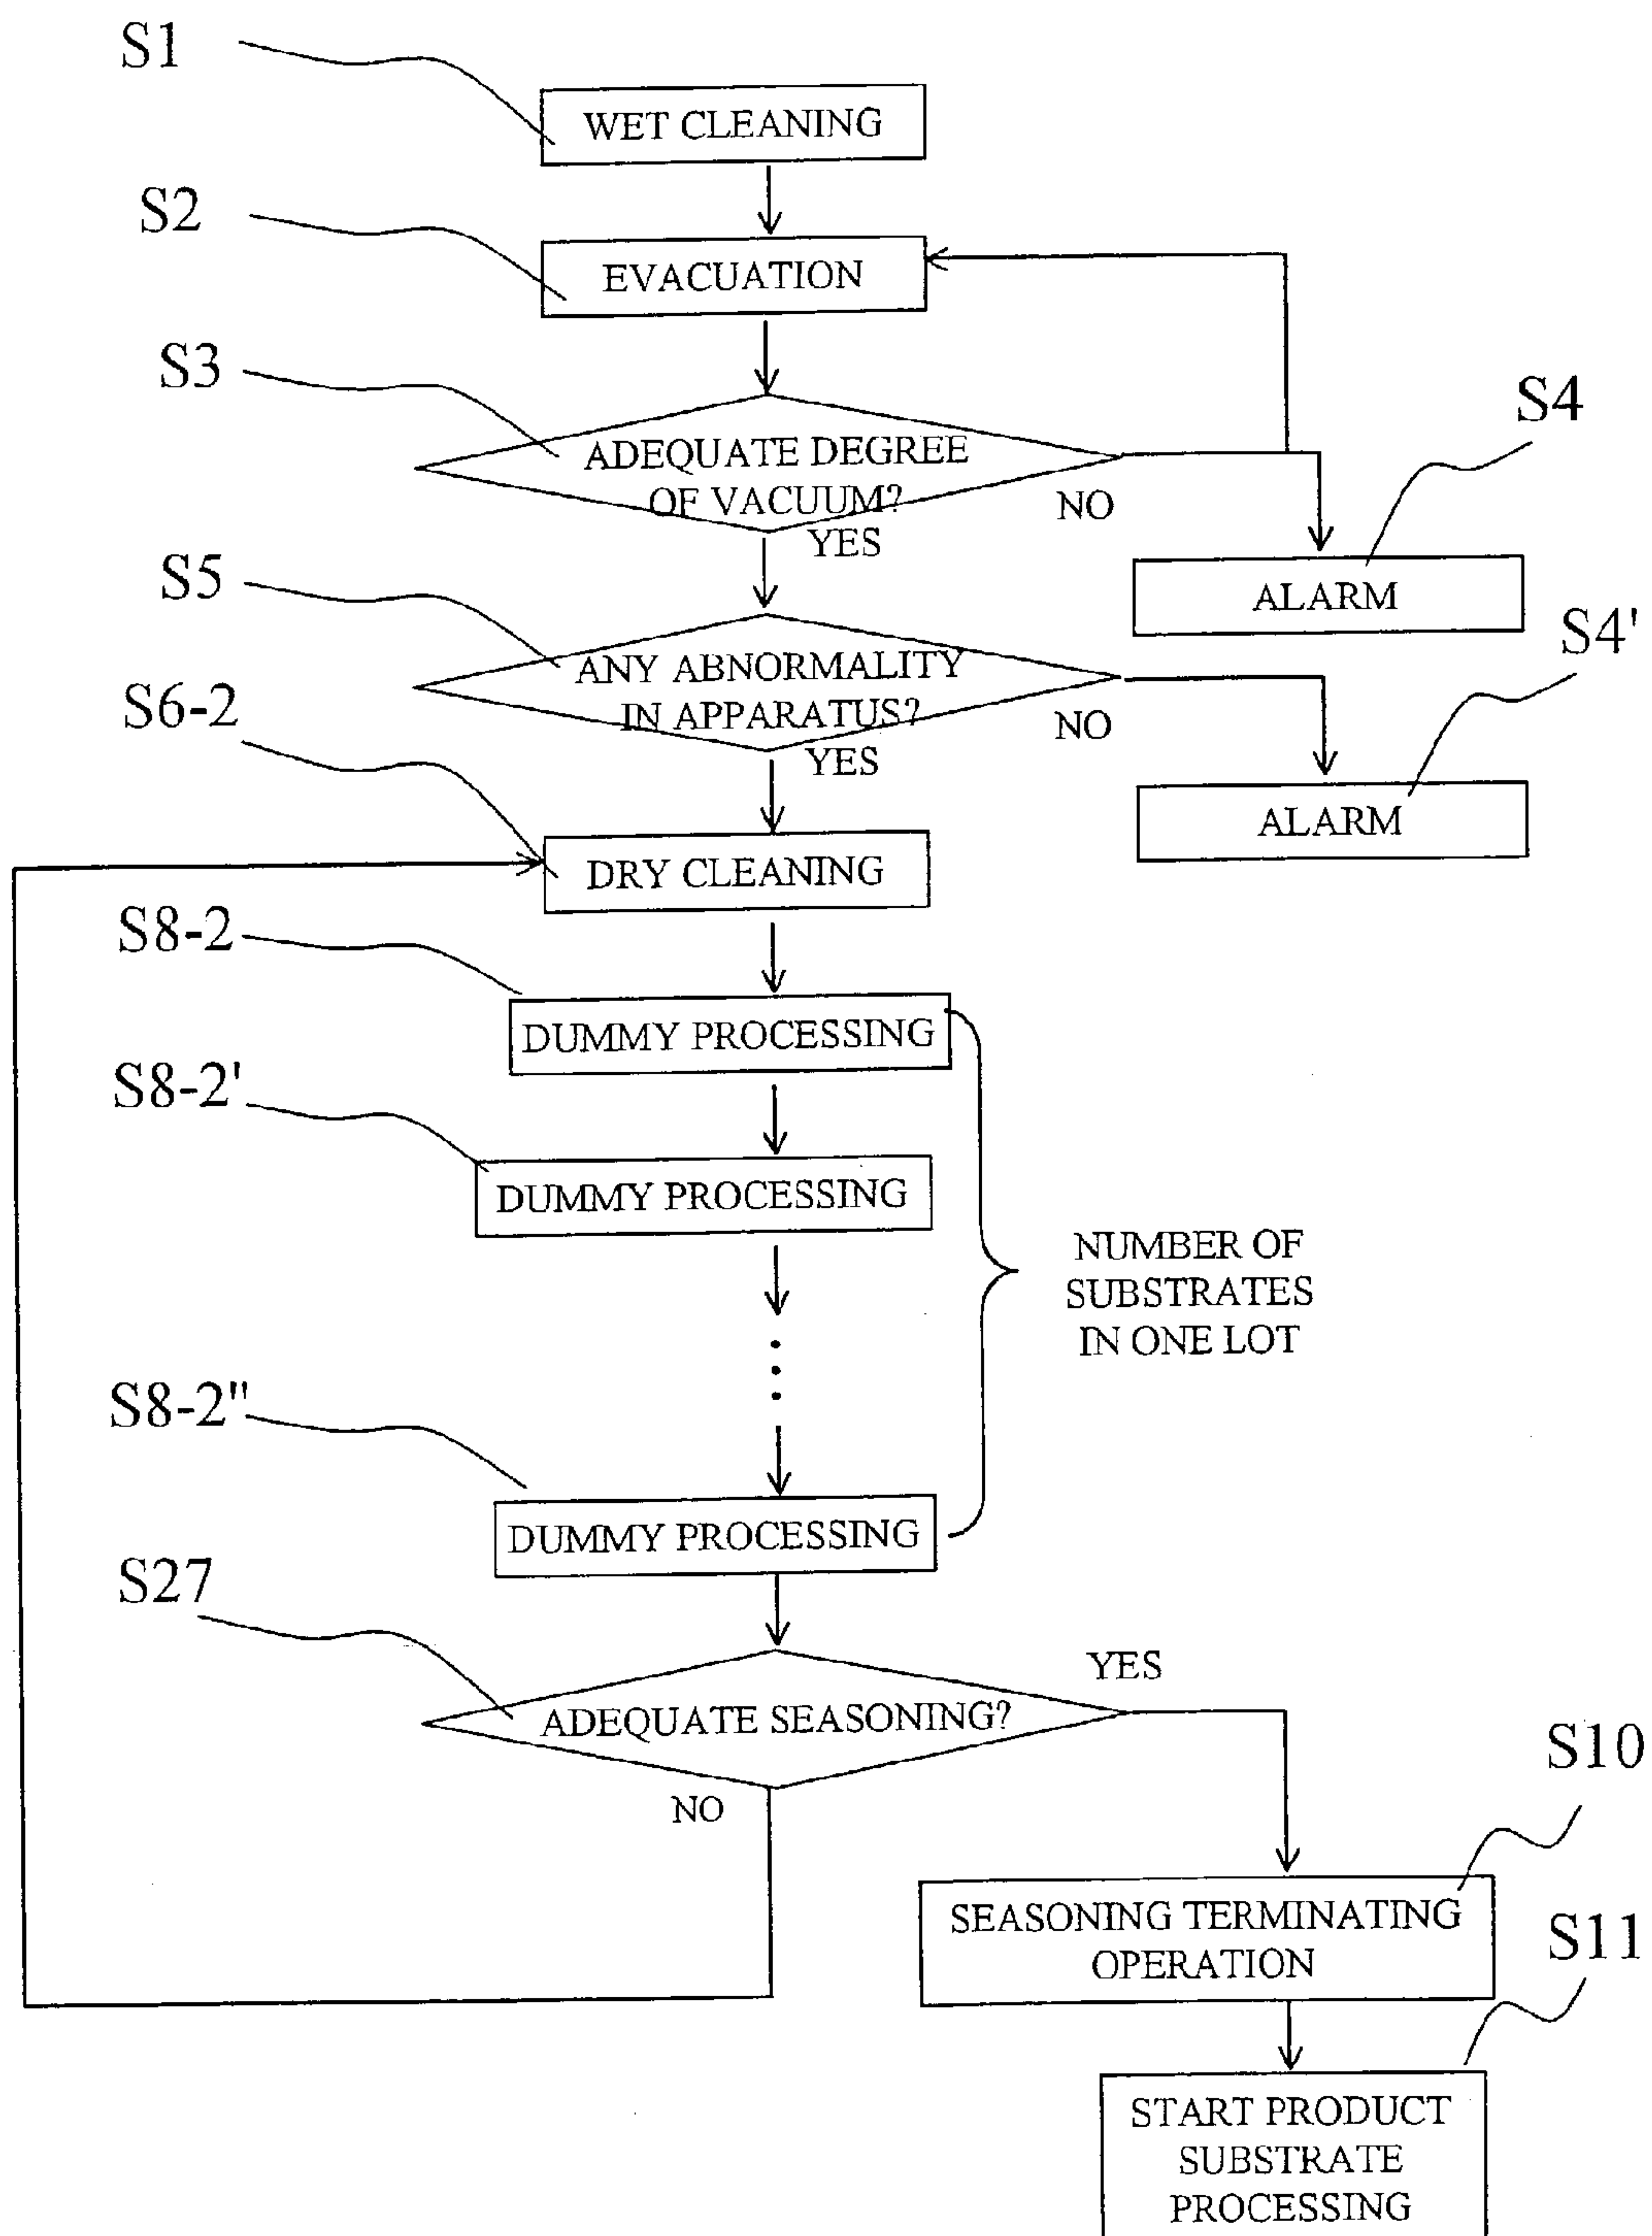 S1
WET CLEANING
S2
EVACUATION
S3
ADEQUATE DEGREE
OF VACUUM?
NO
YES
S4
ALARM
S5
ANY ABNORMALITY
IN APPARATUS?
NO
YES
S4'
ALARM
S6-2
DRY CLEANING
S8-2
DUMMY PROCESSING
S8-2'
DUMMY PROCESSING
NUMBER OF
SUBSTRATES
IN ONE LOT
S8-2"
DUMMY PROCESSING
S27
ADEQUATE SEASONING?
YES
NO
S10
SEASONING TERMINATING
OPERATION
S11
START PRODUCT
SUBSTRATE
PROCESSING